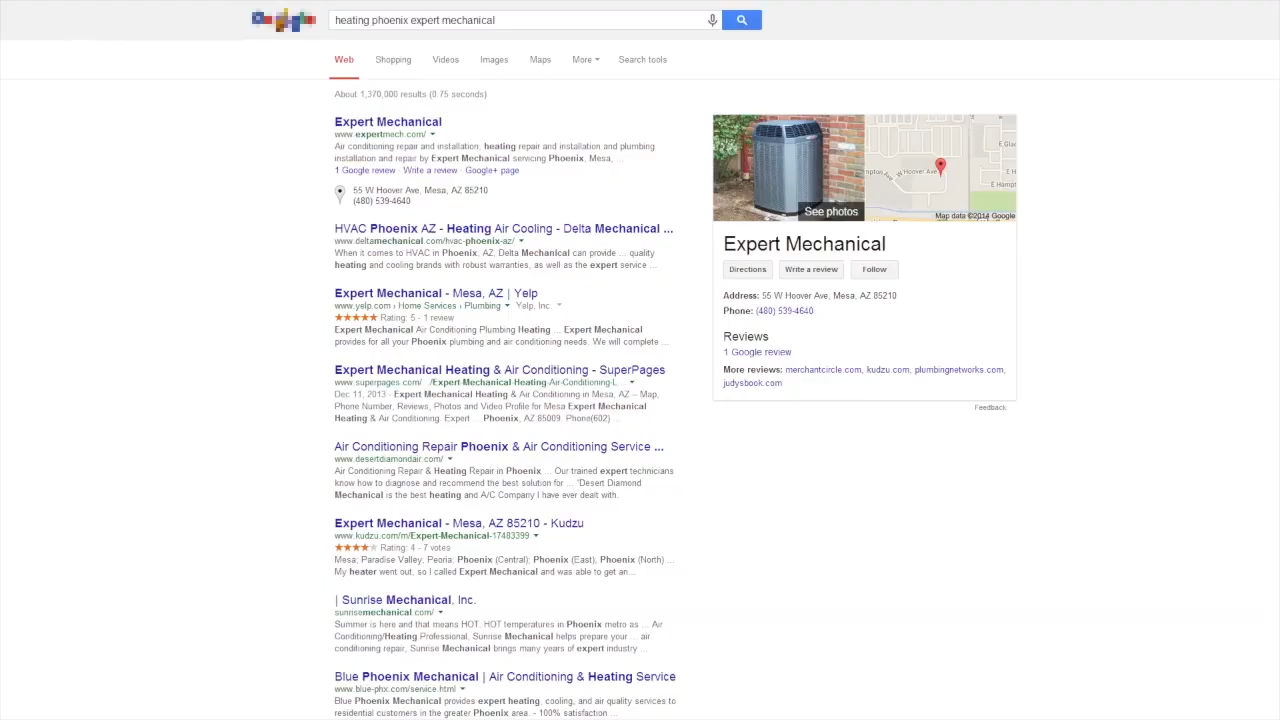 heating phoenix expert mechanical
Web Shopping Videos Images Maps More Search tools
About 1,370,000 results (0.75 seconds)
Expert Mechanical
www.expertmech.com/
Air conditioning repair and installation, heating repair and installation and plumbing
installation and repair by Expert Mechanical servicing Phoenix, Mesa, ...
1 Google review - Write a review - Google+ page
55 W Hoover Ave, Mesa, AZ 85210
(480) 539-4640
HVAC Phoenix AZ - Heating Air Cooling - Delta Mechanical ...
www.deltamechanical.com/hvac-phoenix-az/
When it comes to HVAC in Phoenix, AZ, Delta Mechanical can provide ... quality
heating and cooling brands with robust warranties, as well as the expert service ...
Expert Mechanical - Mesa, AZ | Yelp
www.yelp.com › Home Services › Plumbing Yelp, Inc.
Rating: 5 - 1 review
Expert Mechanical Air Conditioning Plumbing Heating ... Expert Mechanical
provides for all your Phoenix plumbing and air conditioning needs. We will complete ...
Expert Mechanical Heating & Air Conditioning - SuperPages
www.superpages.com/ /Expert-Mechanical-Heating-Air-Conditioning-L...
Dec 11, 2013 - Expert Mechanical Heating & Air Conditioning in Mesa, AZ -- Map,
Phone Number, Reviews, Photos and Video Profile for Mesa Expert Mechanical
Heating & Air Conditioning. Expert ... Phoenix, AZ 85009. Phone(602) ...
Air Conditioning Repair Phoenix & Air Conditioning Service ...
www.desertdiamondair.com/
Air Conditioning Repair & Heating Repair in Phoenix ... Our trained expert technicians
know how to diagnose and recommend the best solution for ... "Desert Diamond
Mechanical is the best heating and A/C Company I have ever dealt with.
Expert Mechanical - Mesa, AZ 85210 - Kudzu
www.kudzu.com/m/Expert-Mechanical-17483399
Rating: 4 - 7 votes
Mesa; Paradise Valley; Peoria; Phoenix (Central); Phoenix (East); Phoenix (North) ...
My heater went out, so I called Expert Mechanical and was able to get an...
| Sunrise Mechanical, Inc.
sunrisemechanical.com/
Summer is here and that means HOT, HOT temperatures in Phoenix metro as ... Air
Conditioning/Heating Professional, Sunrise Mechanical helps prepare your ... air
conditioning repair, Sunrise Mechanical brings many years of expert industry ...
Blue Phoenix Mechanical | Air Conditioning & Heating Service
www.blue-phx.com/service.html
Blue Phoenix Mechanical provides expert heating, cooling, and air quality services to
residential customers in the greater Phoenix area. - 100% satisfaction ...
See photos
W Hoover Ave
Map data ©2014 Google
Expert Mechanical
Directions Write a review Follow
Address: 55 W Hoover Ave, Mesa, AZ 85210
Phone: (480) 539-4640
Reviews
1 Google review
More reviews: merchantcircle.com, kudzu.com, plumbingnetworks.com,
judysbook.com
Feedback